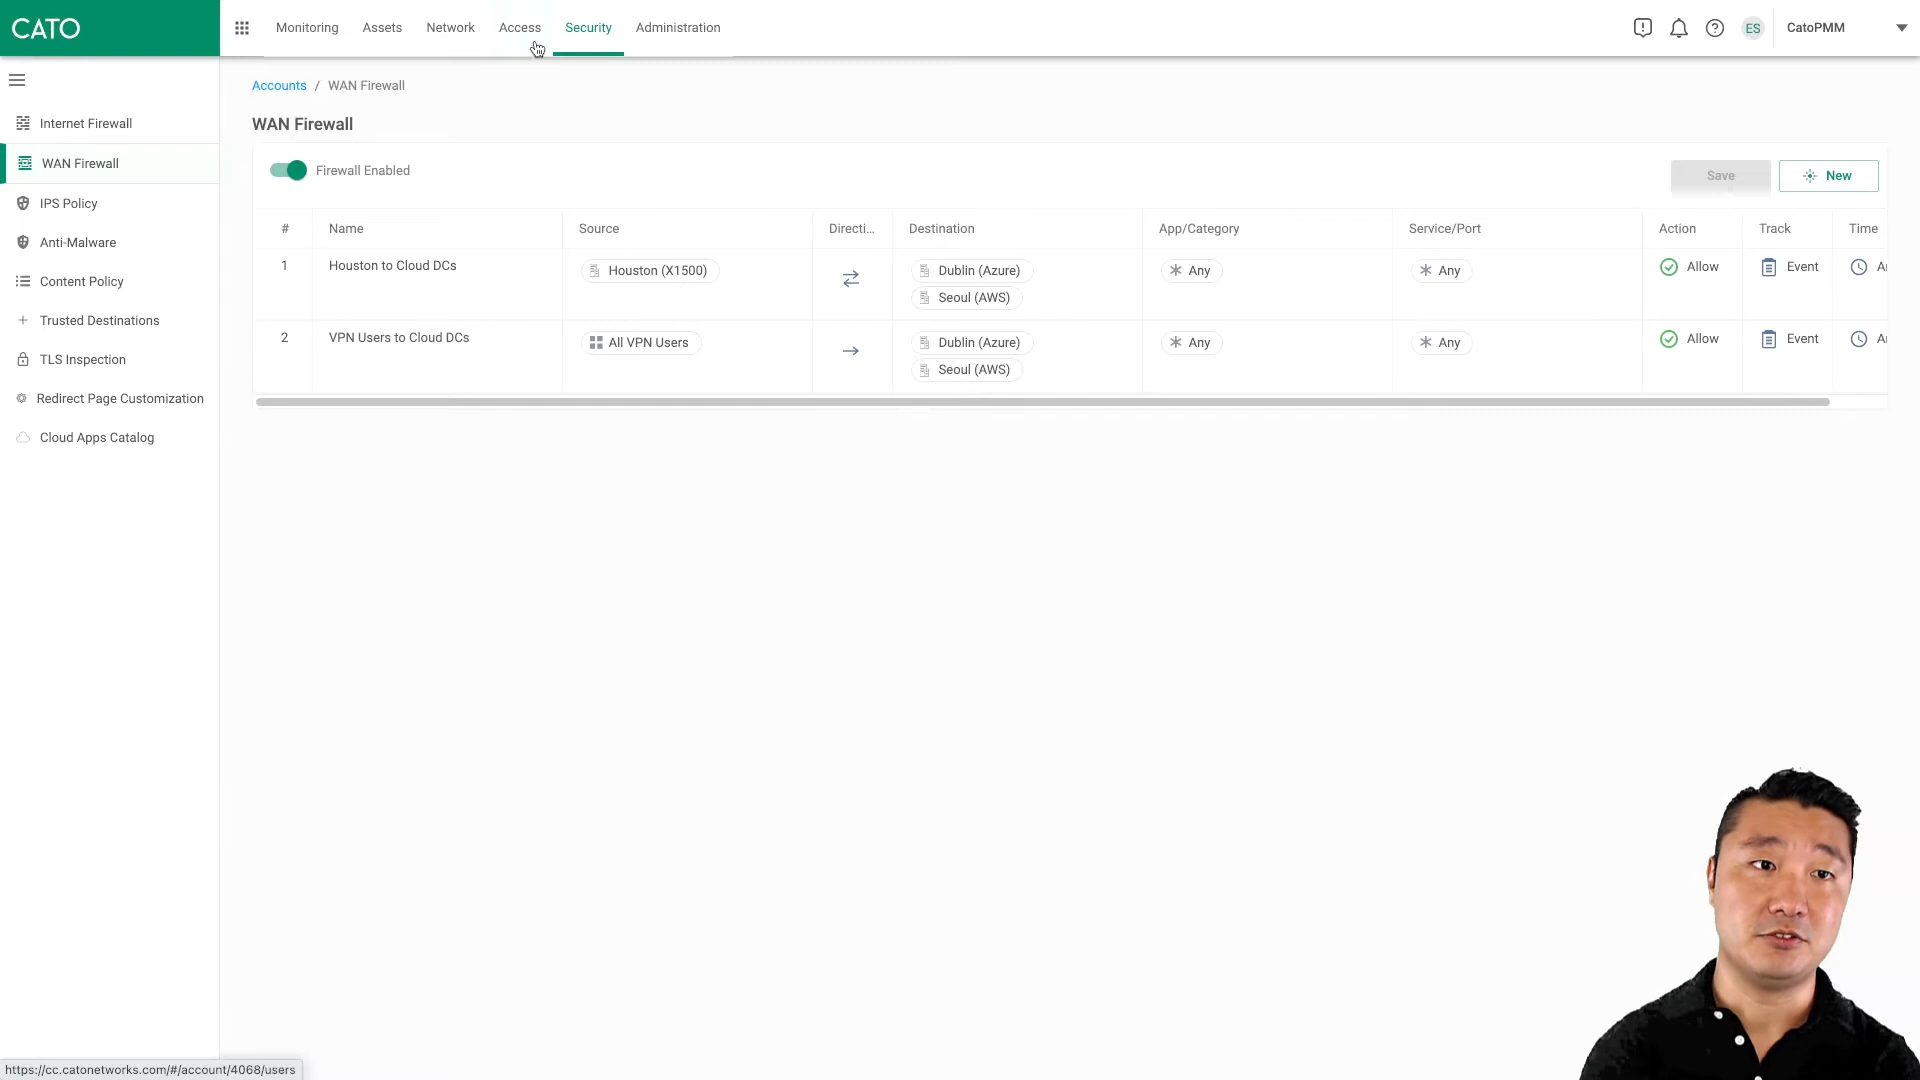 CATO
Monitoring Assets Network Access Security Administration
ES CatoPMM
Accounts / WAN Firewall
Internet Firewall
WAN Firewall
IPS Policy
Anti-Malware
Content Policy
Trusted Destinations
TLS Inspection
Redirect Page Customization
Cloud Apps Catalog
WAN Firewall
Firewall Enabled
Save New
# Name Source Directi... Destination App/Category Service/Port Action Track Time
1 Houston to Cloud DCs Houston (X1500) Dublin (Azure) Any Any Allow Event
Seoul (AWS)
2 VPN Users to Cloud DCs All VPN Users Dublin (Azure) Any Any Allow Event
Seoul (AWS)
https://cc.catonetworks.com/#/account/4068/users